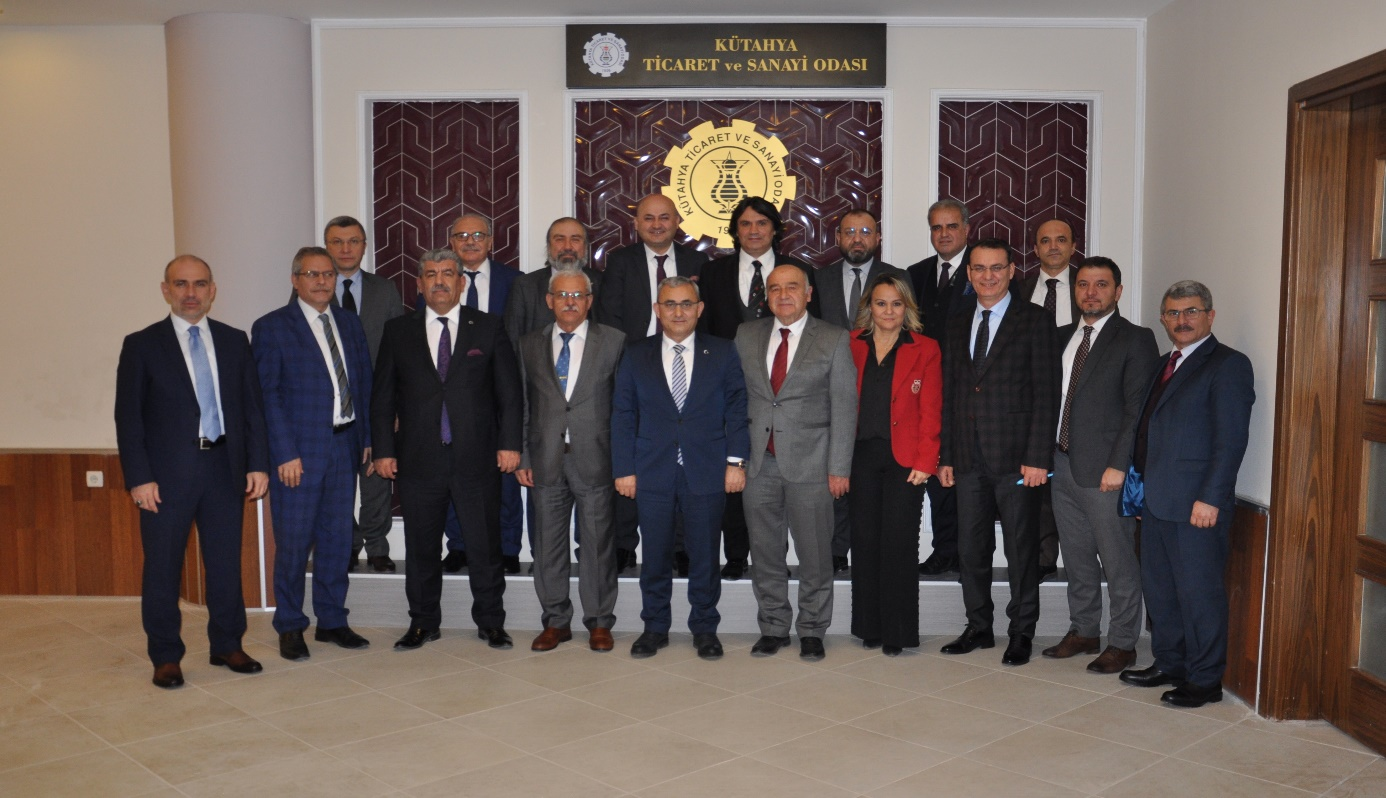 KÜTAHYA
TİCARET ve SANAYİ ODASI
KÜTAHYA TİCARET VE SANAYİ ODASI